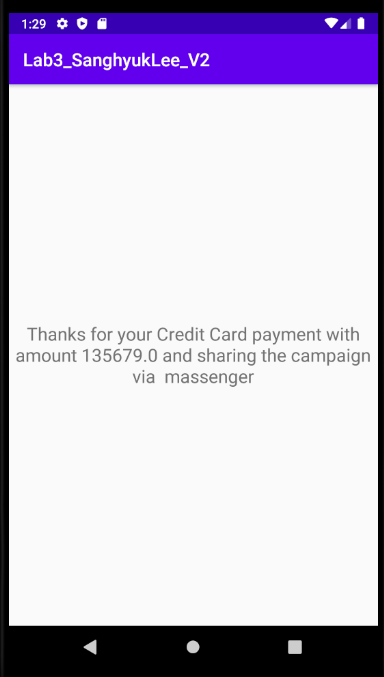 1:29
Lab3_SanghyukLee_V2
Thanks for your Credit Card payment with
amount 135679.0 and sharing the campaign
via  massenger